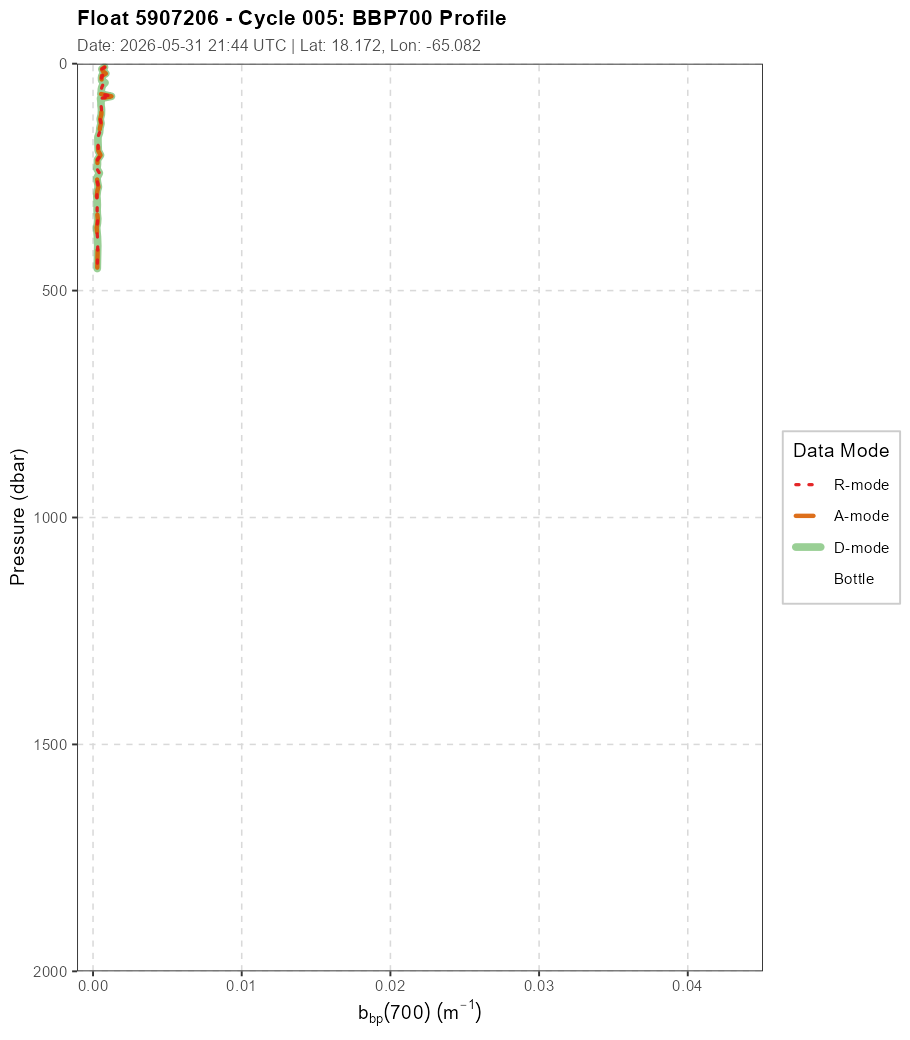 Float 5907206 - Cycle 005: BBP700 Profile
Date: 2026-05-31 21:44 UTC | Lat: 18.172, Lon: -65.082
0
500
1000
1500
2000
Pressure (dbar)
0.00 0.01 0.02 0.03 0.04
b_bp(700) (m⁻¹)
Data Mode
R-mode
A-mode
D-mode
Bottle